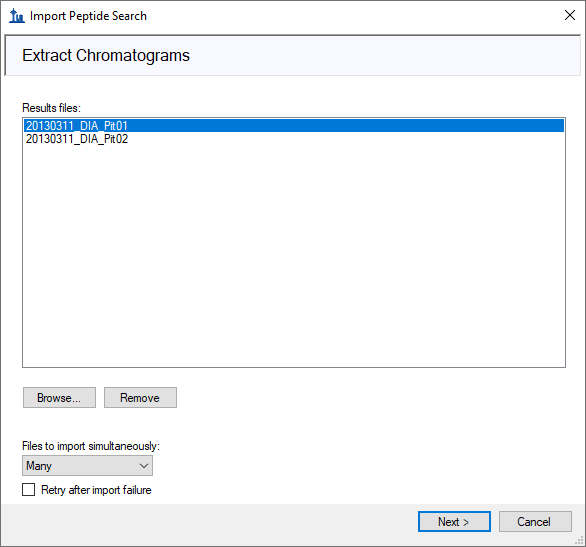 Import Peptide Search
Extract Chromatograms
Results files:
20130311_DIA_Pit01
20130311_DIA_Pit02
Browse... Remove
Files to import simultaneously:
Many
Retry after import failure
Next > Cancel